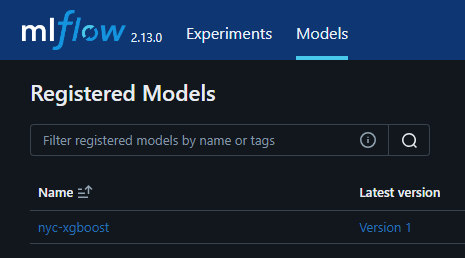 mlflow 2.13.0 Experiments Models
Registered Models
Filter registered models by name or tags
Name Latest version
nyc-xgboost Version 1